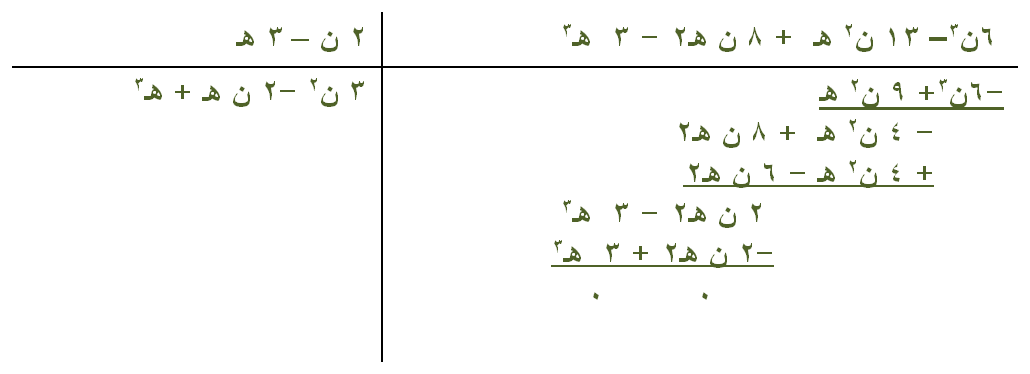 ٦ن٣– ١٣ ن٢ هـ + ٨ ن هـ٢ – ٣ هـ٣
٢ ن – ٣ هـ
–٦ن٣+ ٩ ن٢ هـ
٣ ن٢ –٢ ن هـ + هـ٣
– ٤ ن٢ هـ + ٨ ن هـ٢
+ ٤ ن٢ هـ – ٦ ن هـ٢
٢ ن هـ٢ – ٣ هـ٣
–٢ ن هـ٢ + ٣ هـ٣
٠ ٠